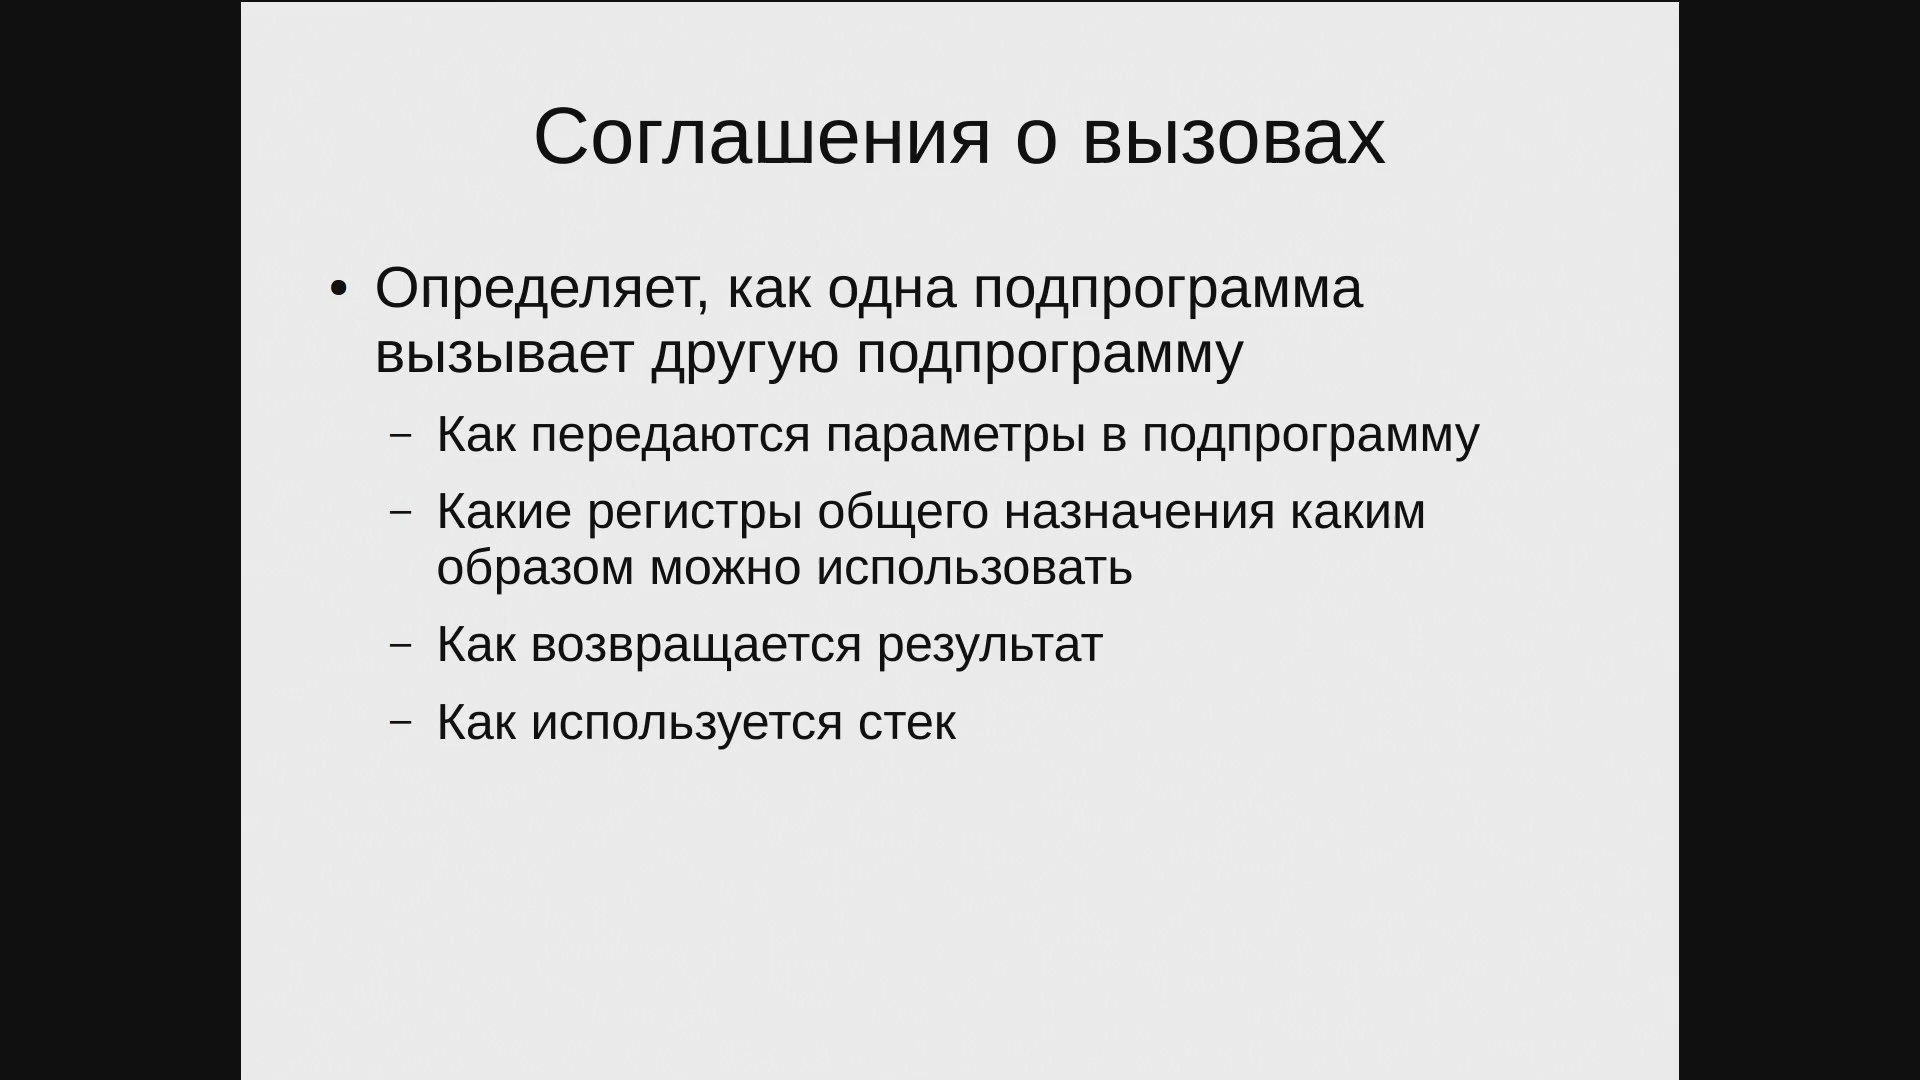 Соглашения о вызовах
• Определяет, как одна подпрограмма
вызывает другую подпрограмму
– Как передаются параметры в подпрограмму
– Какие регистры общего назначения каким
образом можно использовать
– Как возвращается результат
– Как используется стек